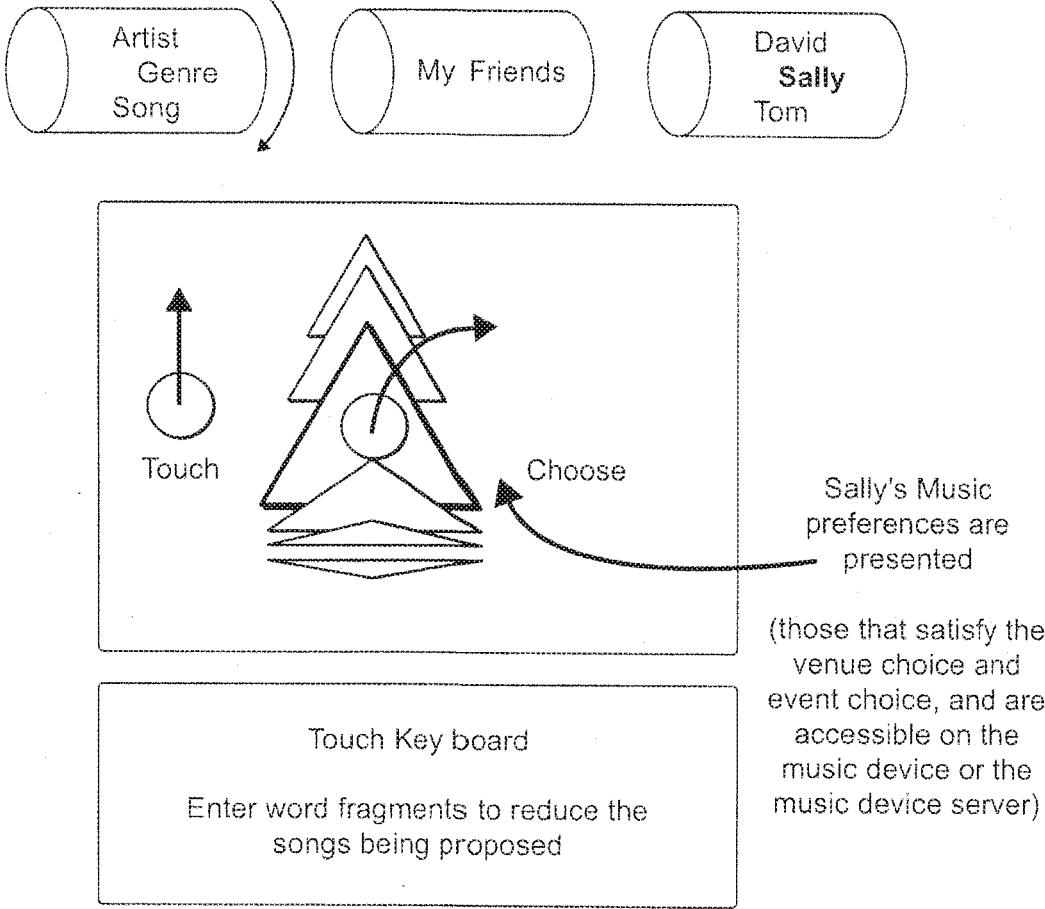 Artist
Genre
Song
My Friends
David
Sally
Tom
Touch
Choose
Sally's Music
preferences are
presented
(those that satisfy the
venue choice and
event choice, and are
accessible on the
music device or the
music device server)
Touch Key board
Enter word fragments to reduce the
songs being proposed